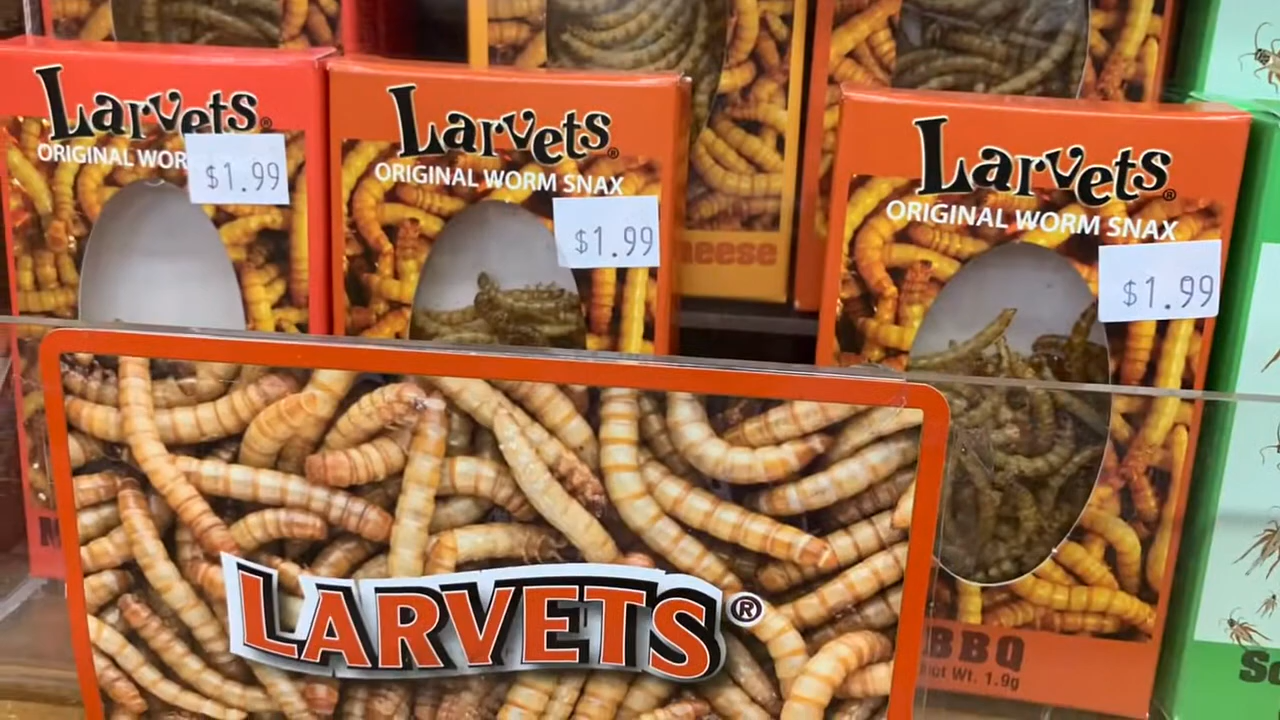 Larvets®
ORIGINAL WOR
$1.99
Larvets®
ORIGINAL WORM SNAX
$1.99
Larvets®
ORIGINAL WORM SNAX
$1.99
heese
LARVETS®
BBQ
Wt. 1.9g